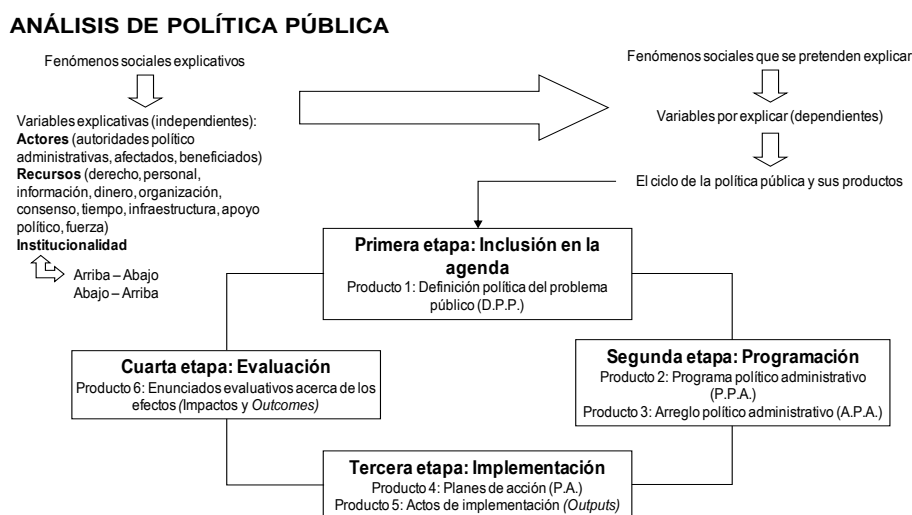 ANÁLISIS DE POLÍTICA PÚBLICA
Fenómenos sociales explicativos
Variables explicativas (independientes):
Actores (autoridades político
administrativas, afectados, beneficiados)
Recursos (derecho, personal,
información, dinero, organización,
consenso, tiempo, infraestructura, apoyo
político, fuerza)
Institucionalidad
Arriba – Abajo
Abajo – Arriba
Fenómenos sociales que se pretenden explicar
Variables por explicar (dependientes)
El ciclo de la política pública y sus productos
Primera etapa: Inclusión en la
agenda
Producto 1: Definición política del problema
público (D.P.P.)
Segunda etapa: Programación
Producto 2: Programa político administrativo
(P.P.A.)
Producto 3: Arreglo político administrativo (A.P.A.)
Tercera etapa: Implementación
Producto 4: Planes de acción (P.A.)
Producto 5: Actos de implementación (Outputs)
Cuarta etapa: Evaluación
Producto 6: Enunciados evaluativos acerca de los
efectos (Impactos y Outcomes)